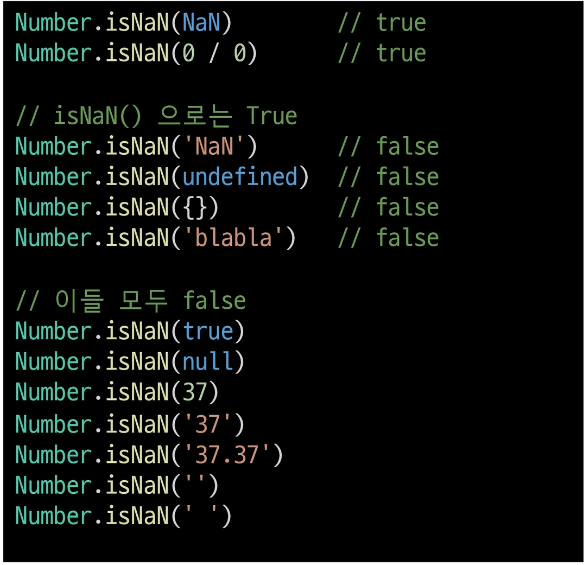 Number.isNaN(NaN)        // true
Number.isNaN(0 / 0)      // true
// isNaN() 으로는 True
Number.isNaN('NaN')      // false
Number.isNaN(undefined)  // false
Number.isNaN({})         // false
Number.isNaN('blabla')   // false
// 이들 모두 false
Number.isNaN(true)
Number.isNaN(null)
Number.isNaN(37)
Number.isNaN('37')
Number.isNaN('37.37')
Number.isNaN('')
Number.isNaN(' ')